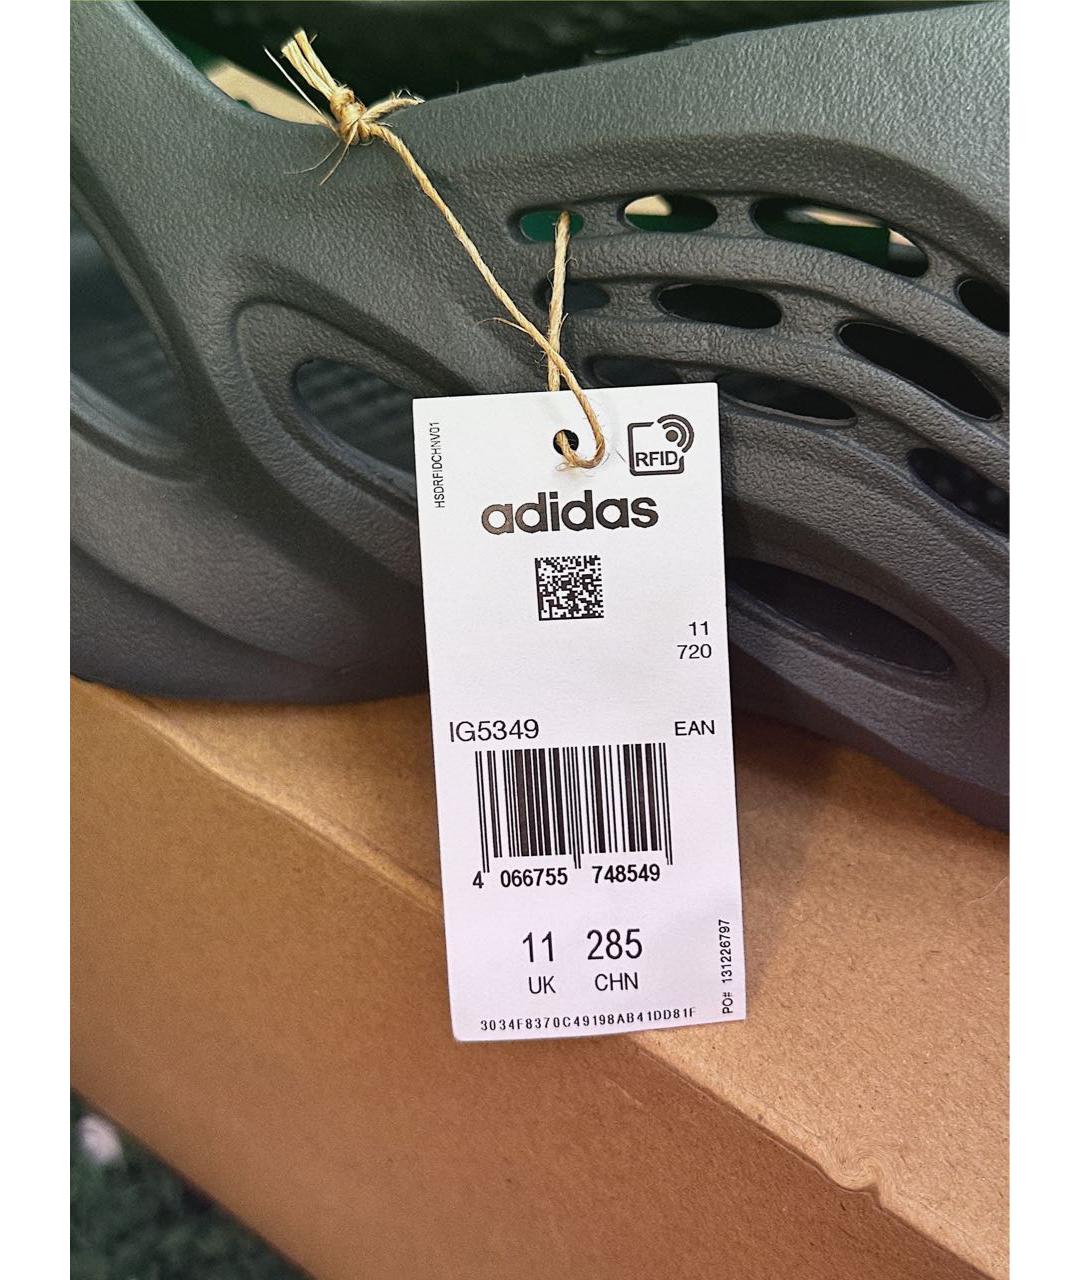 HSDRFIDCHNV01
RFID
adidas
11
720
IG5349
EAN
4 066755 748549
11 285
UK CHN
PO# 131226797
3034F8370C49198AB41DD81F